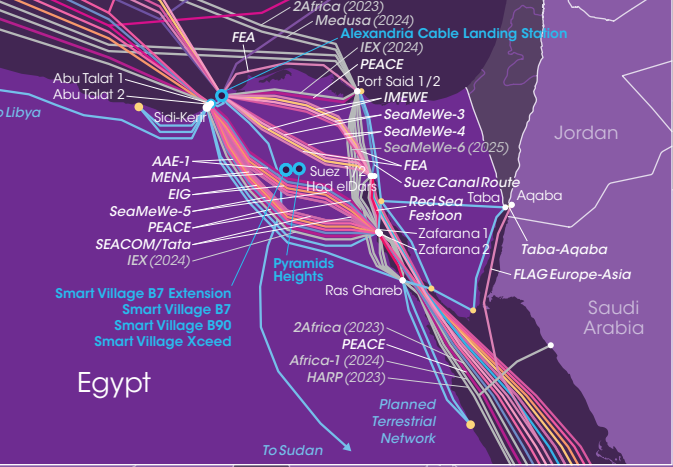 2Africa (2023)
Medusa (2024)
FEA
Alexandria Cable Landing Station
IEX (2024)
PEACE
Abu Talat 1
Port Said 1/2
Abu Talat 2
IMEWE
o Libya
Sidi-Kerir
SeaMeWe-3
SeaMeWe-4
Jordan
SeaMeWe-6 (2025)
AAE-1
FEA
MENA
Suez 1/2
Suez Canal Route
EIG
Hod elDars
Taba
Aqaba
SeaMeWe-5
Red Sea
Festoon
PEACE
Zafarana 1
SEACOM/Tata
Zafarana 2
Taba-Aqaba
IEX (2024)
Pyramids
Heights
FLAG Europe-Asia
Ras Ghareb
Smart Village B7 Extension
Smart Village B7
Smart Village B90
Smart Village Xceed
Saudi
Arabia
2Africa (2023)
PEACE
Africa-1 (2024)
HARP (2023)
Egypt
Planned
Terrestrial
Network
To Sudan